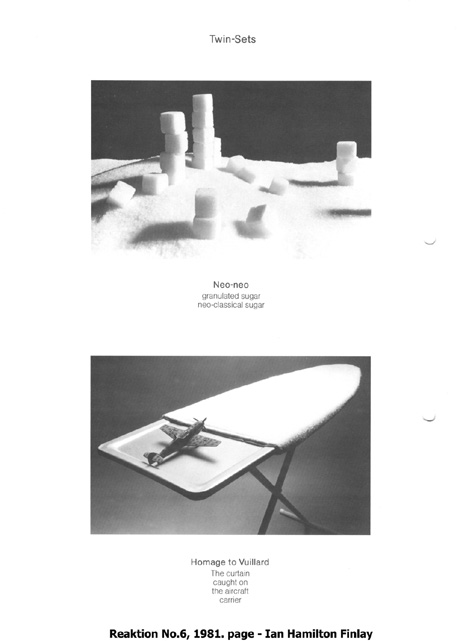 Twin-Sets
Neo-neo
granulated sugar
neo-classical sugar
Homage to Vuillard
The curtain
caught on
the aircraft
carrier
Reaktion No.6, 1981. page - Ian Hamilton Finlay